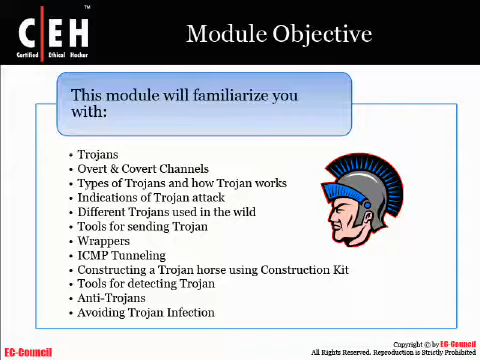 C|EH™
Certified Ethical Hacker
Module Objective
This module will familiarize you
with:
• Trojans
• Overt & Covert Channels
• Types of Trojans and how Trojan works
• Indications of Trojan attack
• Different Trojans used in the wild
• Tools for sending Trojan
• Wrappers
• ICMP Tunneling
• Constructing a Trojan horse using Construction Kit
• Tools for detecting Trojan
• Anti-Trojans
• Avoiding Trojan Infection
EC-Council
Copyright © by EC-Council
All Rights Reserved. Reproduction is Strictly Prohibited